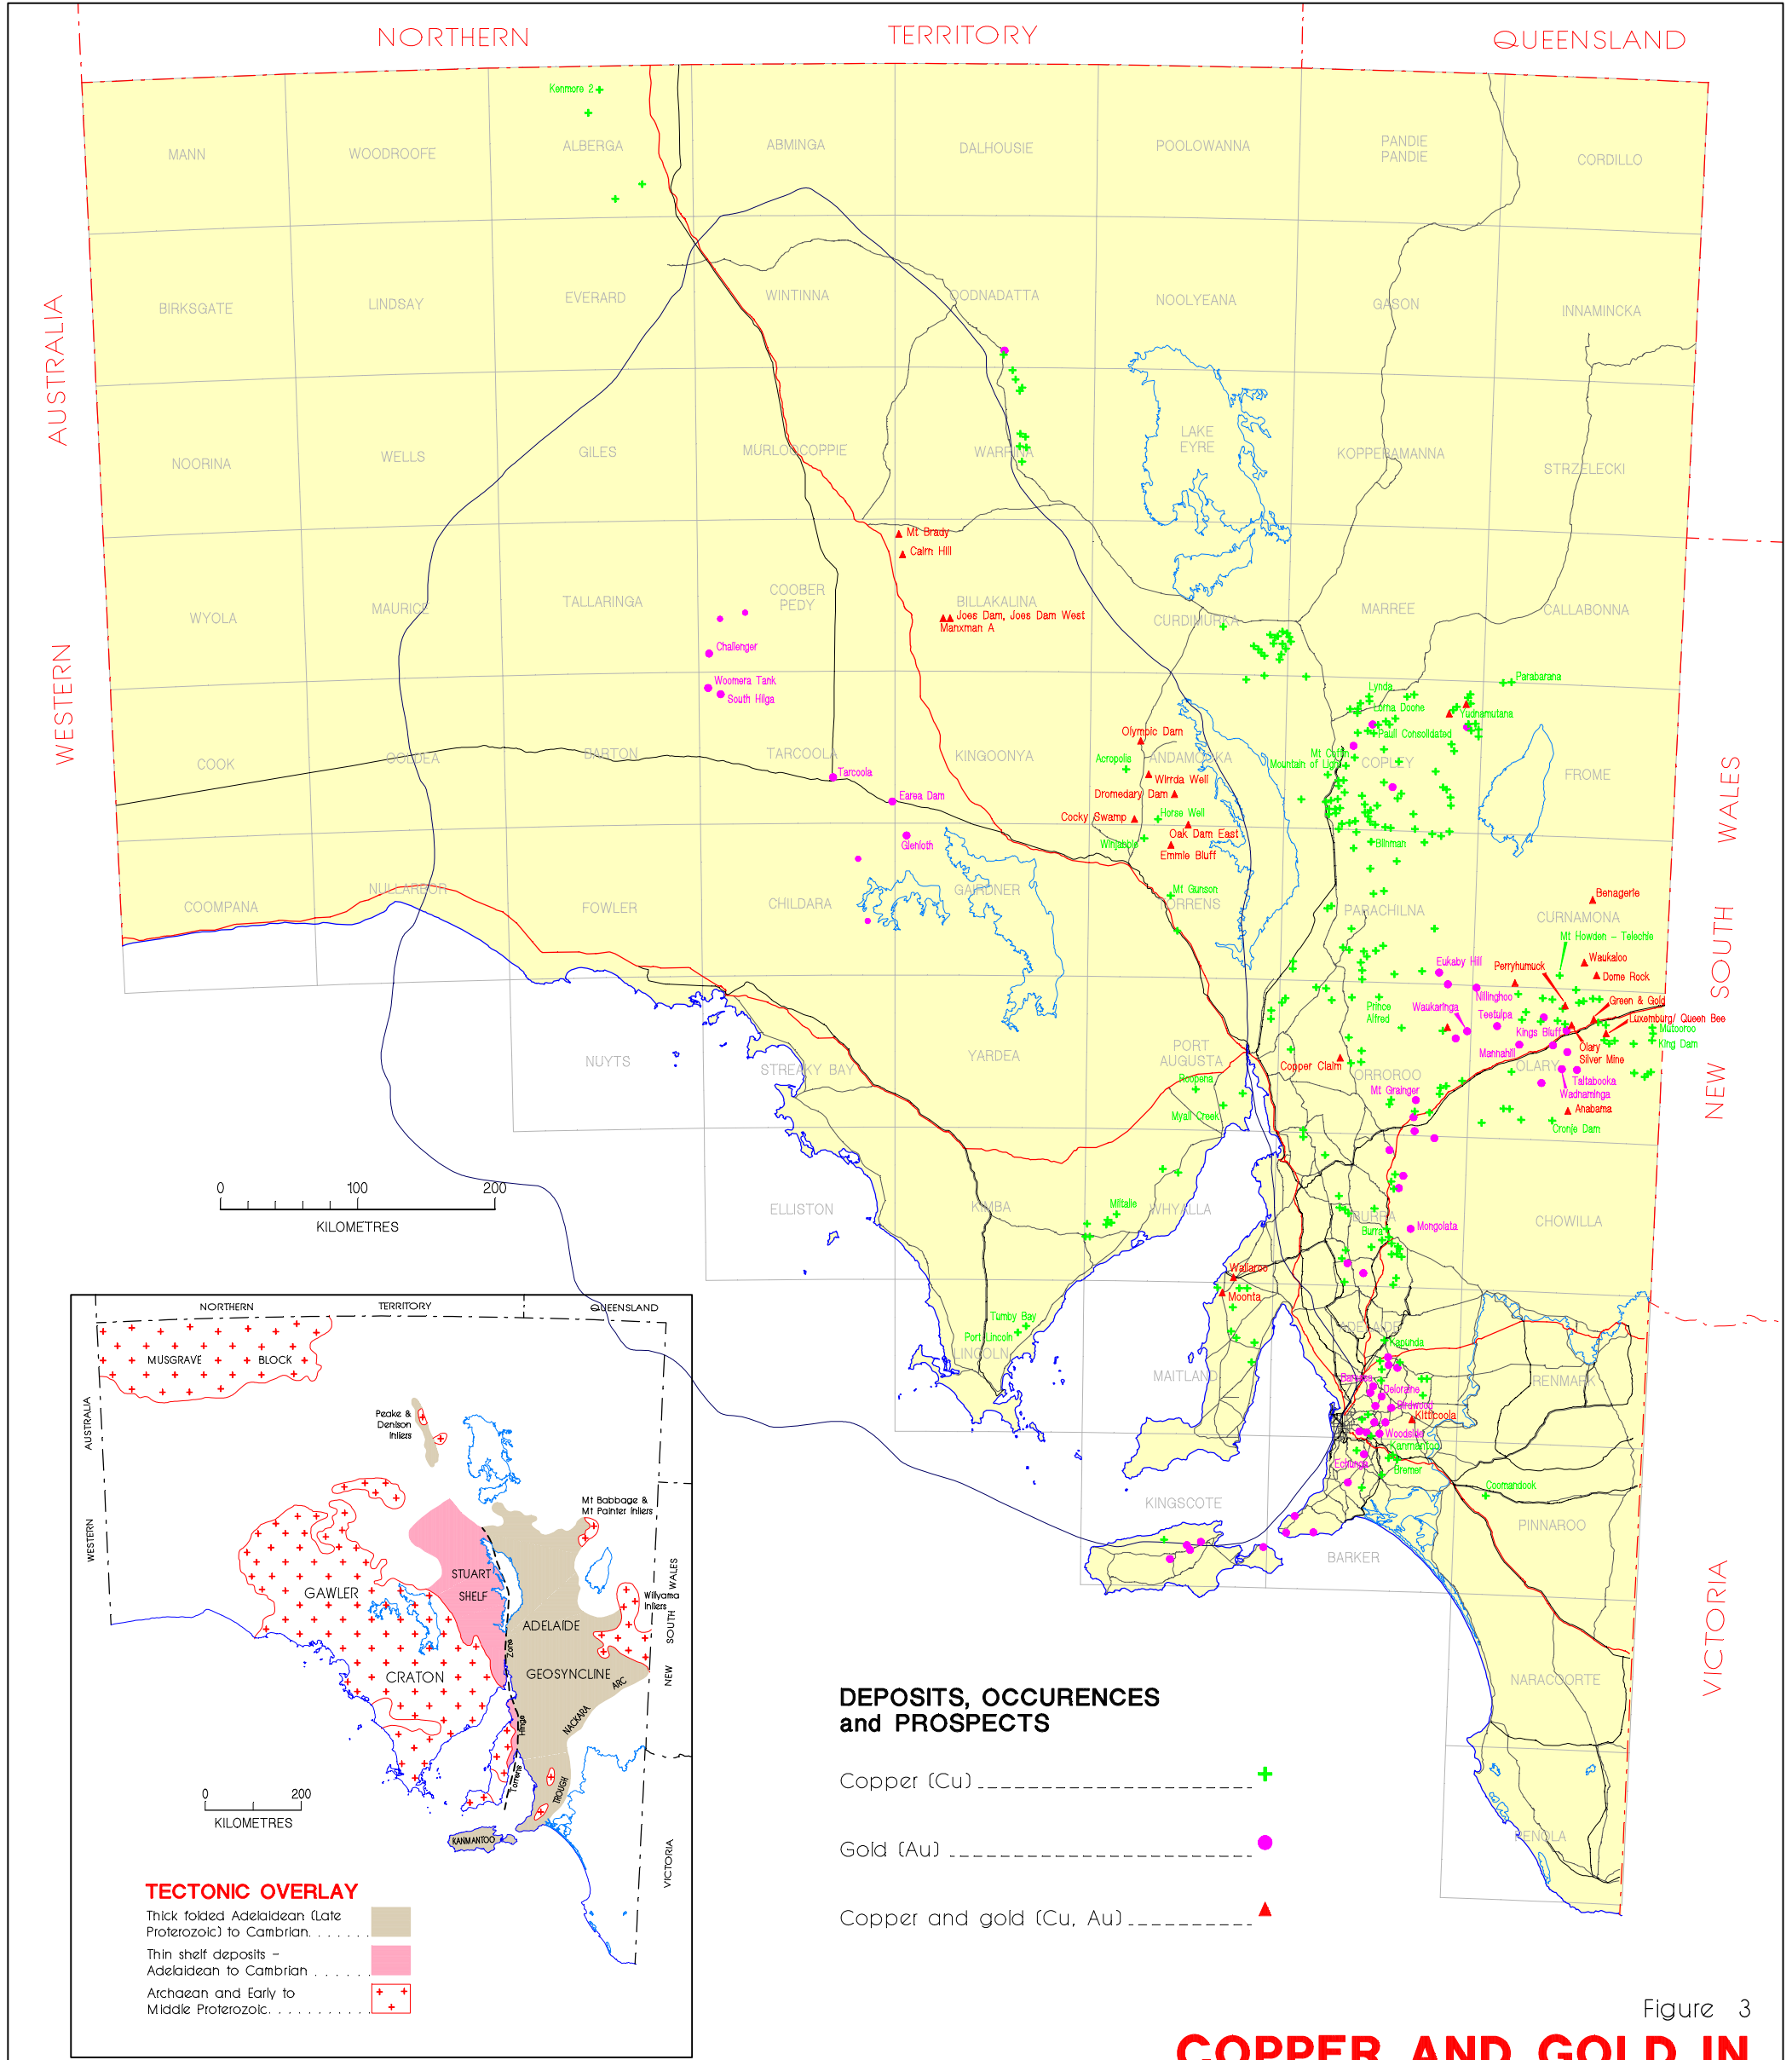 NORTHERN
TERRITORY
QUEENSLAND
Kenmore 2
MANN
WOODROOFE
ALBERGA
ABMINGA
DALHOUSIE
POOLOWANNA
PANDIE
PANDIE
CORDILLO
BIRKSGATE
LINDSAY
EVERARD
WINTINNA
OODNADATTA
NOOLYEANA
GASON
INNAMINCKA
AUSTRALIA
WESTERN
NOORINA
WELLS
GILES
MURLOOCOPPIE
WARRINA
LAKE
EYRE
KOPPERAMANNA
STRZELECKI
Mt Brady
Cairn Hill
WYOLA
MAURICE
TALLARINGA
COOBER
PEDY
BILLAKALINA
CURDIMURKA
MARREE
CALLABONNA
Joes Dam, Joes Dam West
Manxman A
Challenger
Woomera Tank
South Hilga
Parabarana
Lynda
Lorna Doone
Yudnamutana
Paull Consolidated
Mt Coffin
Mountain of Light
COOK
OOLDEA
BARTON
TARCOOLA
KINGOONYA
ANDAMOOKA
COPLEY
FROME
Olympic Dam
Acropolis
Wirrda Well
Dromedary Dam
Tarcoola
Earea Dam
Cocky Swamp
Horse Well
Oak Dam East
Winjabbie
Emmie Bluff
Glenloth
Blinman
Mt Gunson
COOMPANA
NULLARBOR
FOWLER
CHILDARA
GAIRDNER
TORRENS
PARACHILNA
CURNAMONA
Benagerie
Mt Howden - Telechie
Waukaloo
Dome Rock
Eukaby Hill
Perryhumuck
Nillinghoo
Green & Gold
Prince
Alfred
Waukaringa
Teetulpa
Luxemburg/ Queen Bee
Kings Bluff
Mutooroo
King Dam
Mannahill
Olary
Silver Mine
NUYTS
STREAKY BAY
YARDEA
PORT
AUGUSTA
Copper Claim
ORROROO
OLARY
Roopena
Mt Grainger
Taltabooka
Wadnaminga
Myall Creek
Anabama
Cronje Dam
NEW SOUTH WALES
0 100 200
KILOMETRES
ELLISTON
KIMBA
Miltalie
WHYALLA
BURRA
Burra
Mongolata
CHOWILLA
Wallaroo
Moonta
Tumby Bay
Port Lincoln
LINCOLN
MAITLAND
ADELAIDE
Kapunda
RENMARK
Barossa
Deloraine
Birdwood
Kitticoola
Woodside
Kanmantoo
Echunga
Bremer
Coomandook
KINGSCOTE
BARKER
PINNAROO
NARACOORTE
PENOLA
VICTORIA
NORTHERN
TERRITORY
QUEENSLAND
MUSGRAVE
BLOCK
AUSTRALIA
WESTERN
Peake &
Denison
Inliers
Mt Babbage &
Mt Painter Inliers
STUART
SHELF
GAWLER
CRATON
Willyama
Inliers
ADELAIDE
GEOSYNCLINE
NACKARA
ARC
Torrens
Hinge
Zone
TROUGH
KANMANTOO
NEW SOUTH WALES
VICTORIA
0 200
KILOMETRES
TECTONIC OVERLAY
Thick folded Adelaidean (Late
Proterozoic) to Cambrian
Thin shelf deposits -
Adelaidean to Cambrian
Archaean and Early to
Middle Proterozoic
DEPOSITS, OCCURENCES
and PROSPECTS
Copper (Cu)
Gold (Au)
Copper and gold (Cu, Au)
Figure 3
COPPER AND GOLD IN